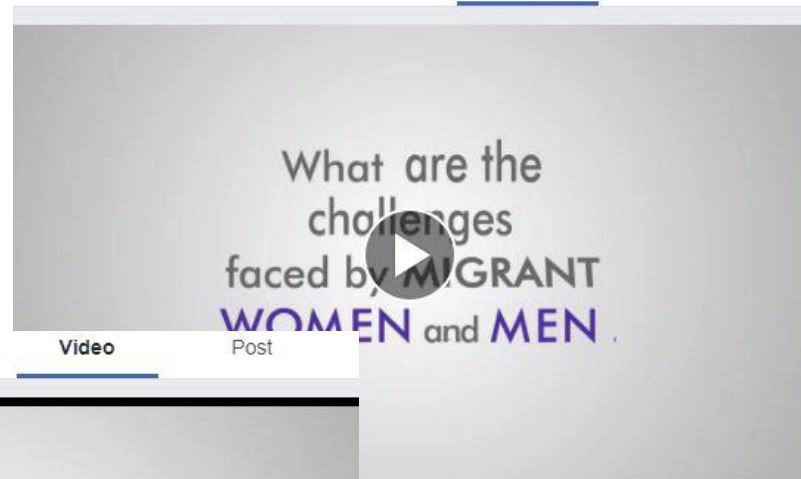 What are the
challenges
faced by MIGRANT
WOMEN and MEN .
Video Post